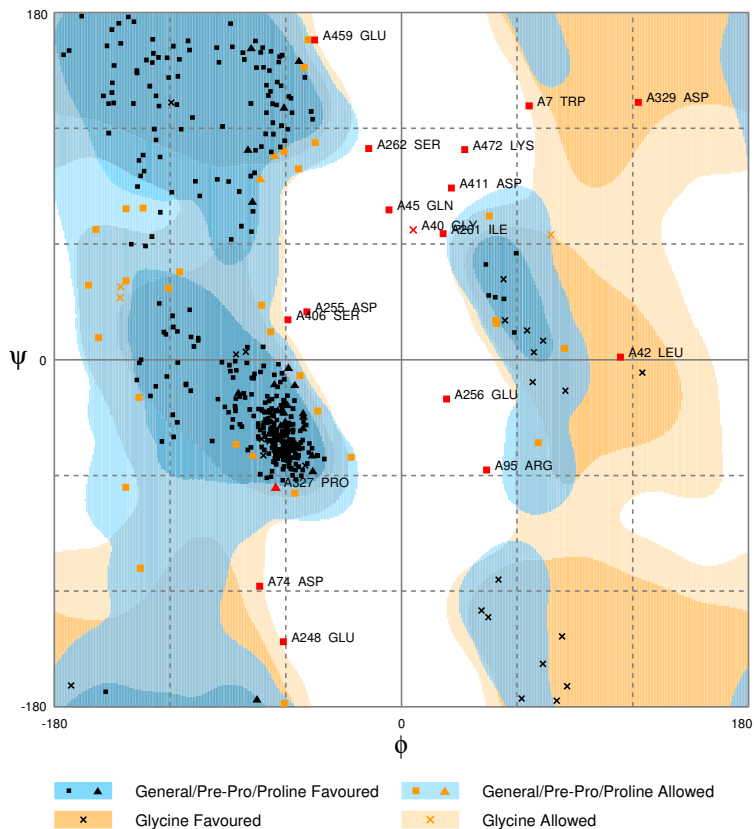 180
A459 GLU
A7 TRP
A329 ASP
A262 SER
A472 LYS
A411 ASP
A45 GLN
A40 GLY
A201 ILE
A255 ASP
A406 SER
ψ
0
A42 LEU
A256 GLU
A95 ARG
A327 PRO
A74 ASP
A248 GLU
-180
-180 0 180
ϕ
General/Pre-Pro/Proline Favoured General/Pre-Pro/Proline Allowed
Glycine Favoured Glycine Allowed